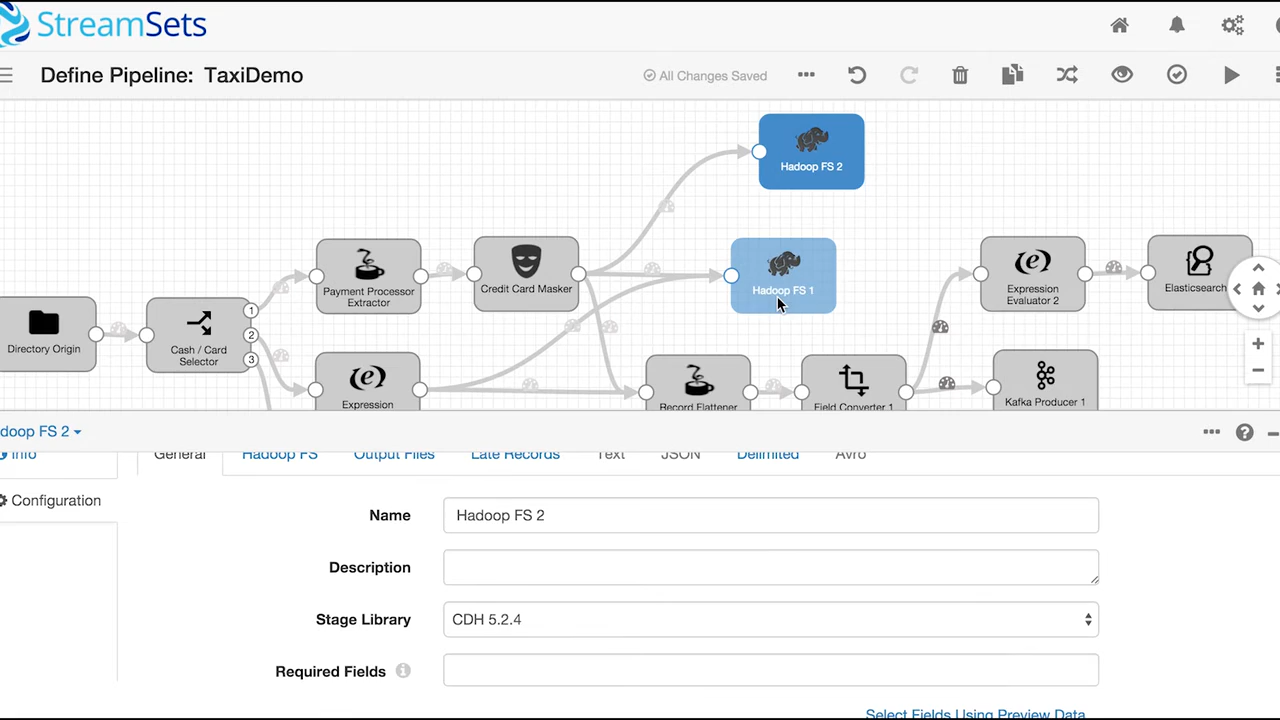 StreamSets
Define Pipeline: TaxiDemo
All Changes Saved
Hadoop FS 2
Payment Processor
Extractor
Credit Card Masker
Hadoop FS 1
Expression
Evaluator 2
Elasticsearch
Directory Origin
Cash / Card
Selector
1
2
3
Expression
Record Flattener
Field Converter 1
Kafka Producer 1
doop FS 2
Info
General
Hadoop FS
Output Files
Late Records
Text
JSON
Delimited
Avro
Configuration
Name
Hadoop FS 2
Description
Stage Library
CDH 5.2.4
Required Fields
Select Fields Using Preview Data